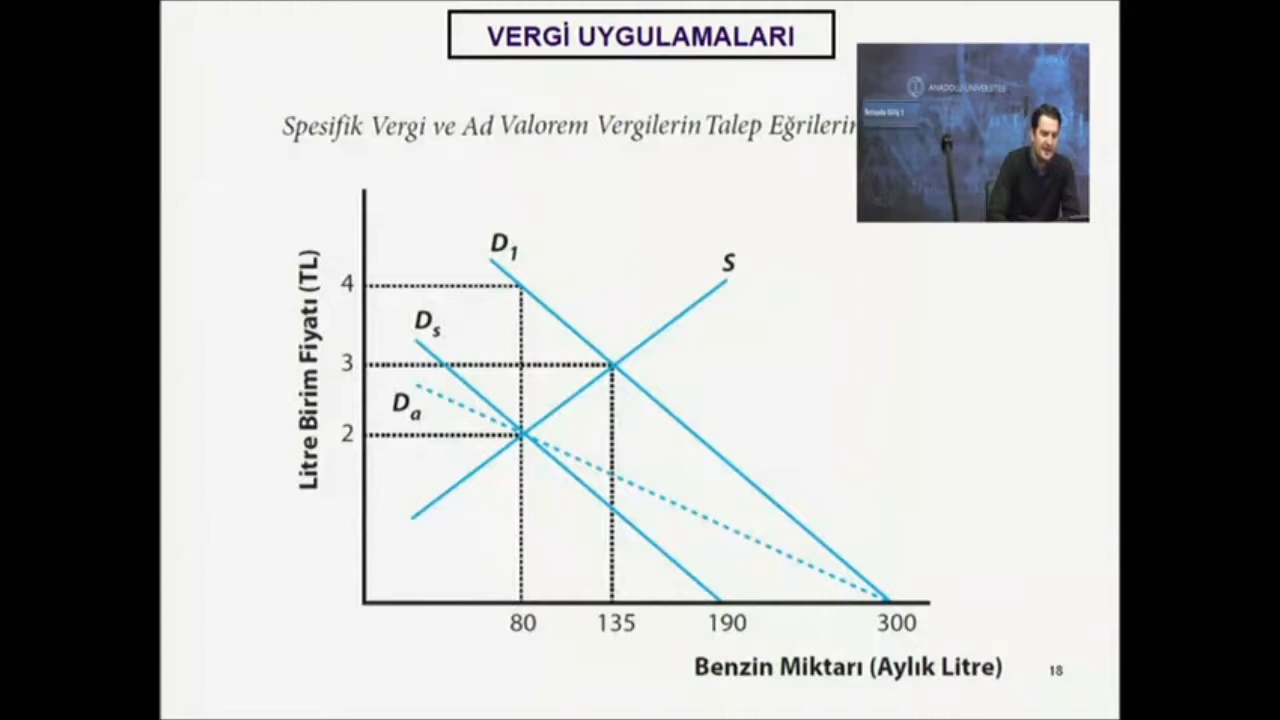 VERGİ UYGULAMALARI
ANADOLU ÜNİVERSİTESİ
Spesifik Vergi ve Ad Valorem Vergilerin Talep Eğrilerin
D1
S
4
Ds
3
Da
2
Litre Birim Fiyatı (TL)
80 135 190 300
Benzin Miktarı (Aylık Litre)
18